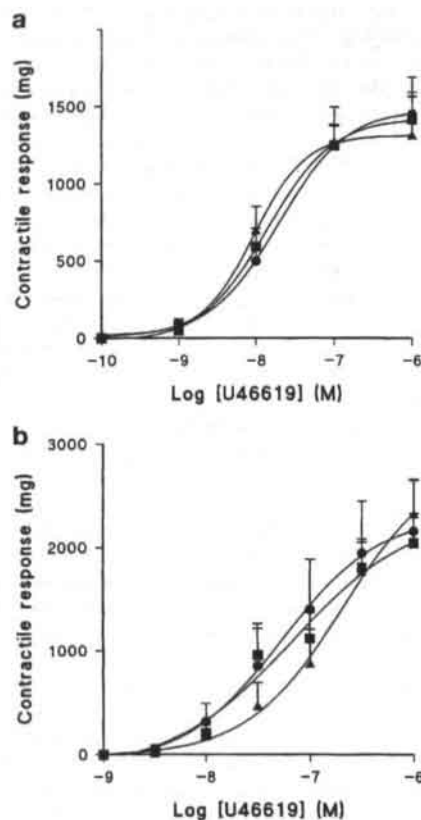 a
Contractile response (mg)
1500
1000
500
0
−10 −9 −8 −7 −6
Log [U46619] (M)
b
Contractile response (mg)
3000
2000
1000
0
−9 −8 −7 −6
Log [U46619] (M)